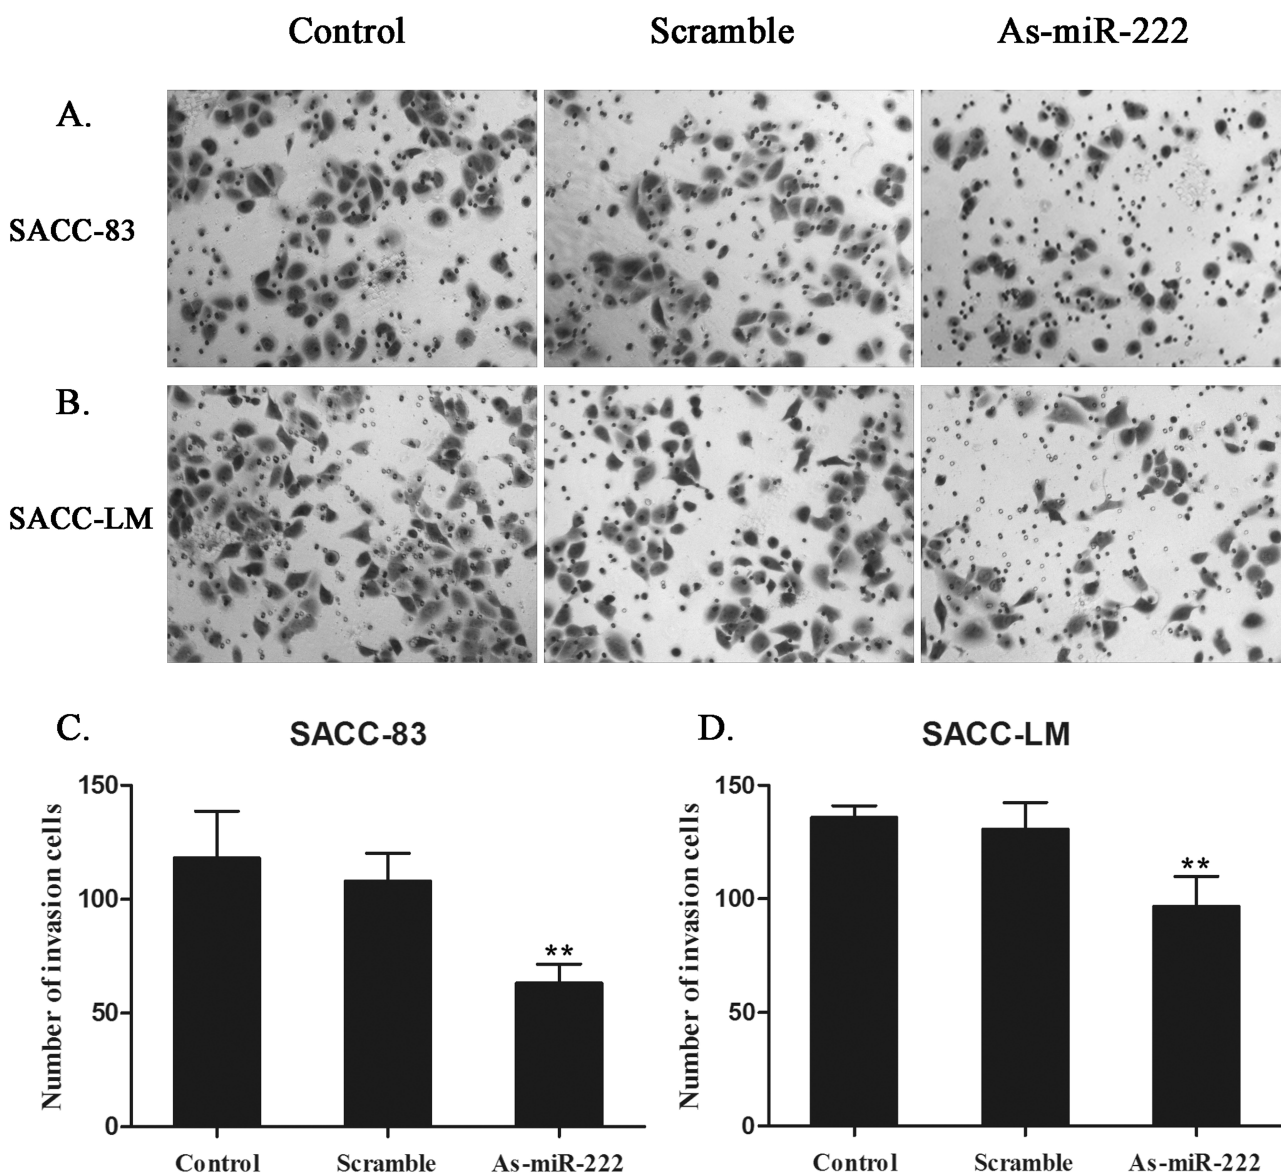 Control Scramble As-miR-222
A.
SACC-83
B.
SACC-LM
C. SACC-83
Number of invasion cells
150
100
50
0
**
Control Scramble As-miR-222
D. SACC-LM
Number of invasion cells
150
100
50
0
**
Control Scramble As-miR-222